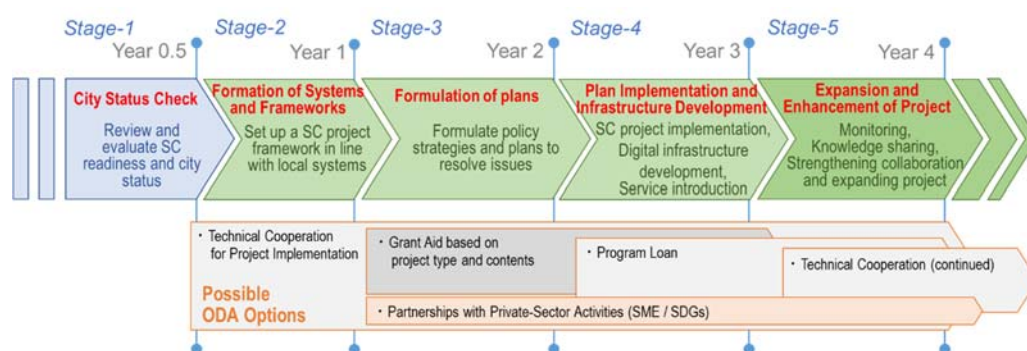 Stage-1
Year 0.5
Stage-2
Year 1
Stage-3
Year 2
Stage-4
Year 3
Stage-5
Year 4
City Status Check
Review and
evaluate SC
readiness and city
status
Formation of Systems
and Frameworks
Set up a SC project
framework in line
with local systems
Formulation of plans
Formulate policy
strategies and plans
to resolve issues
Plan Implementation and
Infrastructure Development
SC project implementation,
Digital infrastructure
development,
Service introduction
Expansion and
Enhancement of Project
Monitoring,
Knowledge sharing,
Strengthening collaboration
and expanding project
・Technical Cooperation
for Project Implementation
・Grant Aid based on
project type and contents
・Program Loan
・Technical Cooperation (continued)
Possible
ODA Options
・Partnerships with Private-Sector Activities (SME / SDGs)